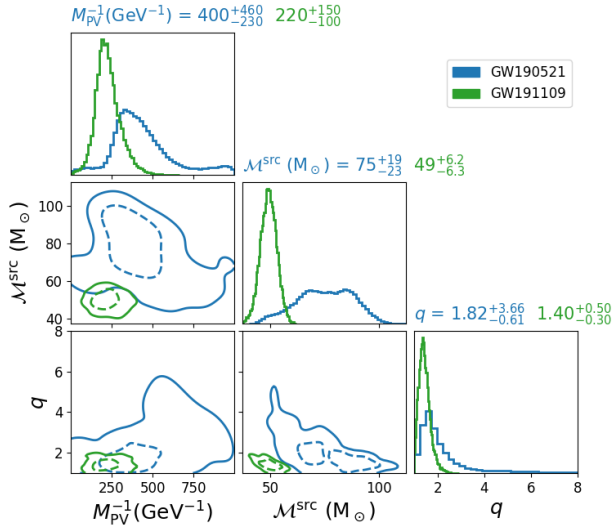 M_PV^-1(GeV^-1) = 400^+460_-230 220^+150_-100
GW190521
GW191109
ℳ^src (M_⊙) = 75^+19_-23 49^+6.2_-6.3
100
80
60
40
ℳ^src (M_⊙)
q = 1.82^+3.66_-0.61 1.40^+0.50_-0.30
8
6
4
2
q
250 500 750
50 100
2 4 6 8
M_PV^-1(GeV^-1)
ℳ^src (M_⊙)
q